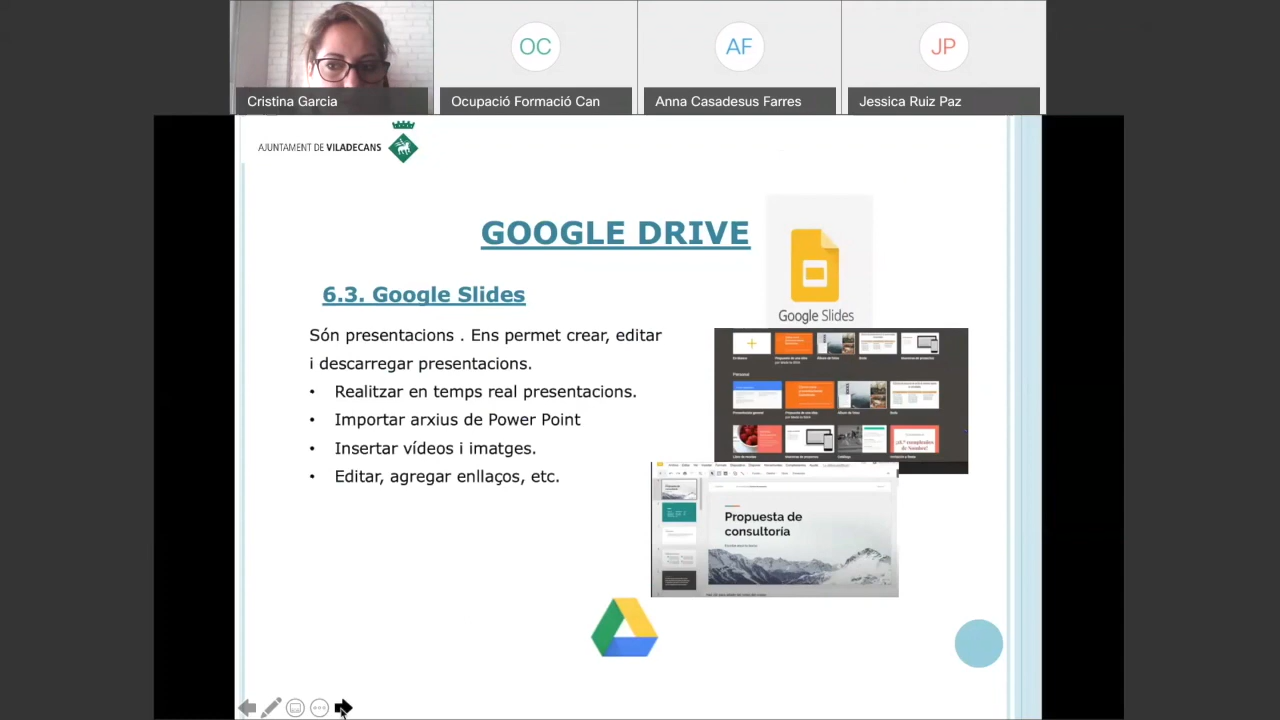 OC
AF
JP
Cristina Garcia
Ocupació Formació Can
Anna Casadesus Farres
Jessica Ruiz Paz
AJUNTAMENT DE VILADECANS
GOOGLE DRIVE
Google Slides
6.3. Google Slides
Són presentacions . Ens permet crear, editar
i descarregar presentacions.
• Realitzar en temps real presentacions.
• Importar arxius de Power Point
• Insertar vídeos i imatges.
• Editar, agregar enllaços, etc.
Propuesta de
consultoría